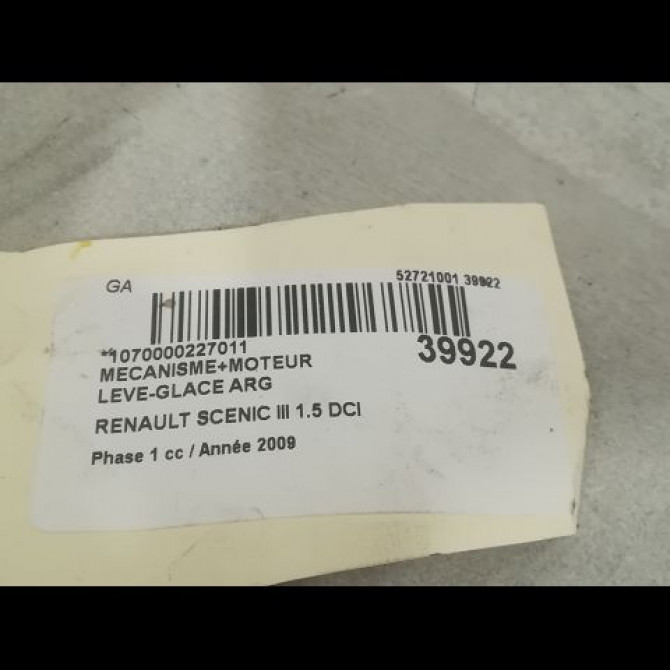 GA
52721001 39922
*1070000227011
39922
MECANISME+MOTEUR
LEVE-GLACE ARG
RENAULT SCENIC III 1.5 DCI
Phase 1 cc / Année 2009